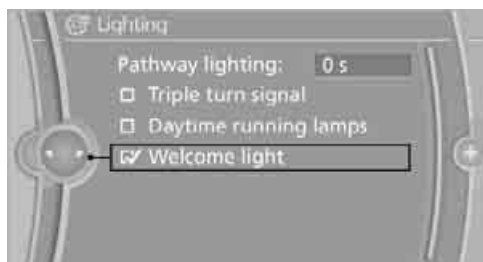 Lighting
Pathway lighting: 0 s
Triple turn signal
Daytime running lamps
Welcome light